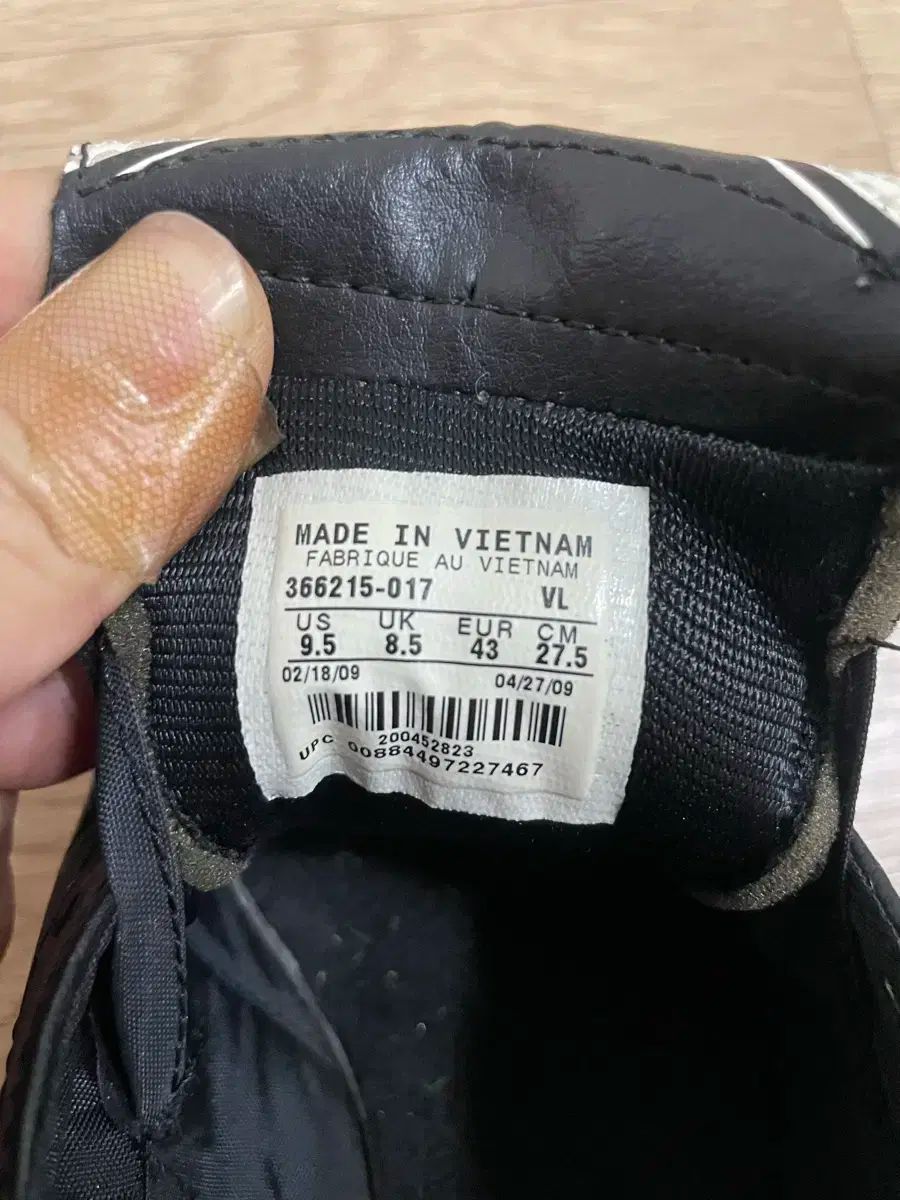 MADE IN VIETNAM
FABRIQUE AU VIETNAM
366215-017 VL
US UK EUR CM
9.5 8.5 43 27.5
02/18/09 04/27/09
200452823
UPC 00884497227467